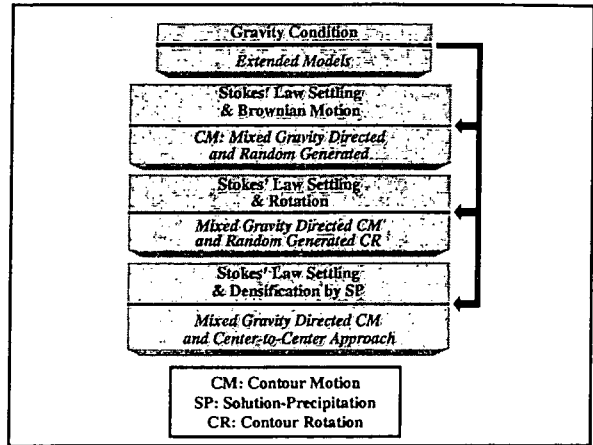 Gravity Condition
Extended Models
Stokes' Law Settling
& Brownian Motion
CM: Mixed Gravity Directed
and Random Generated
Stokes' Law Settling
& Rotation
Mixed Gravity Directed CM
and Random Generated CR
Stokes' Law Settling
& Densification by SP
Mixed Gravity Directed CM
and Center-to-Center Approach
CM: Contour Motion
SP: Solution-Precipitation
CR: Contour Rotation